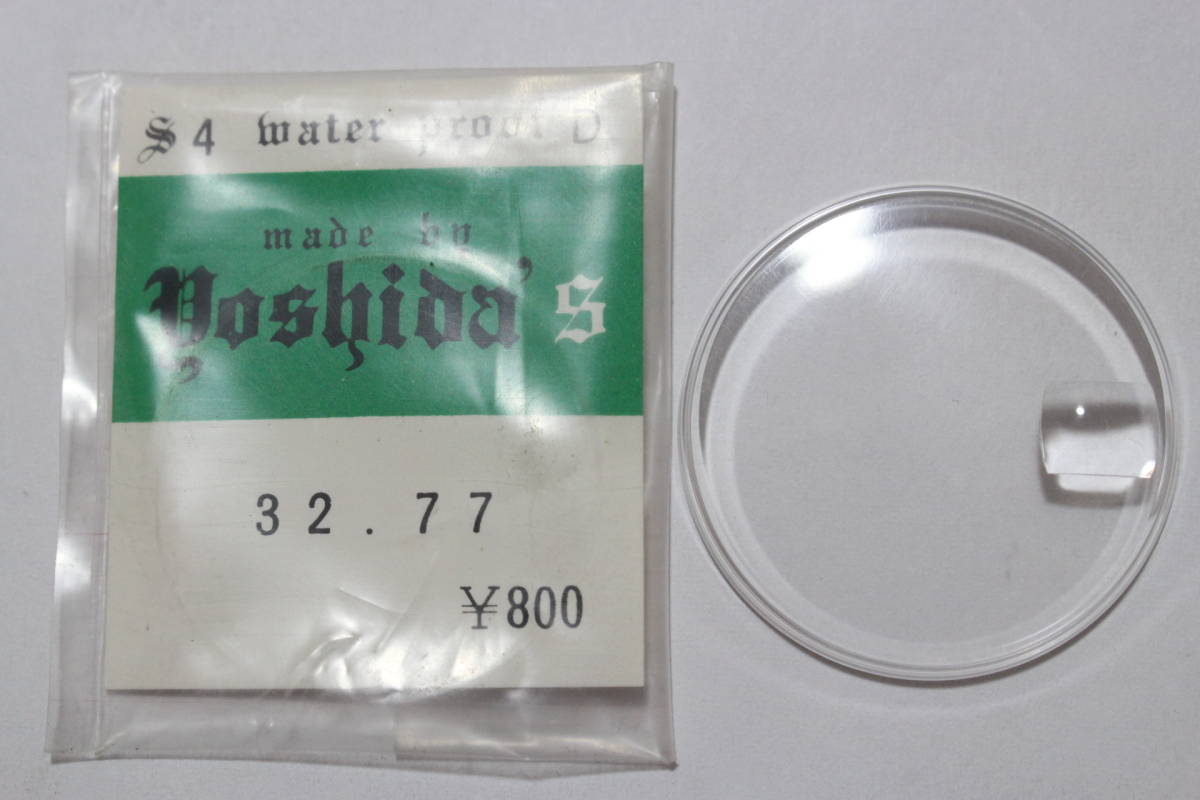 S4 water proof D
made by
Yoshida's
32.77
¥800